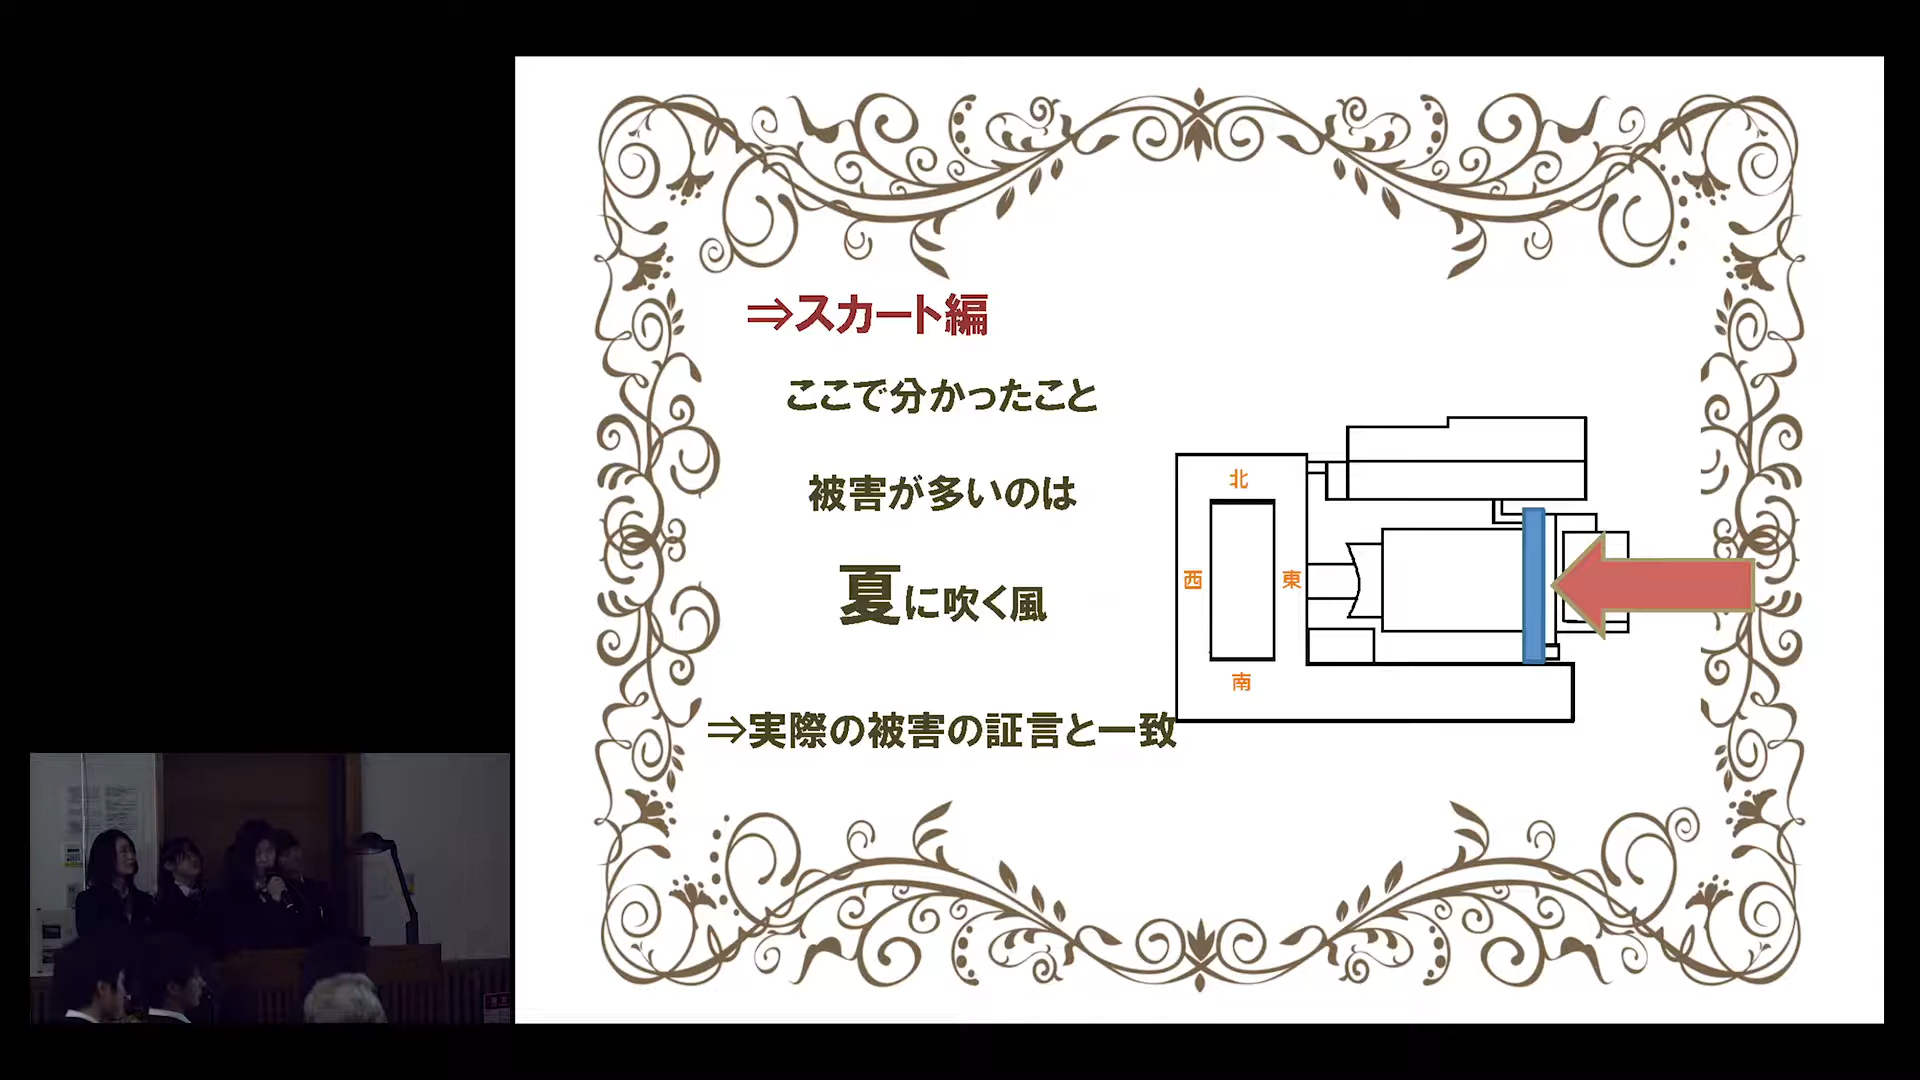 ⇒スカート編
ここで分かったこと
被害が多いのは
夏に吹く風
⇒実際の被害の証言と一致
北
西
東
南